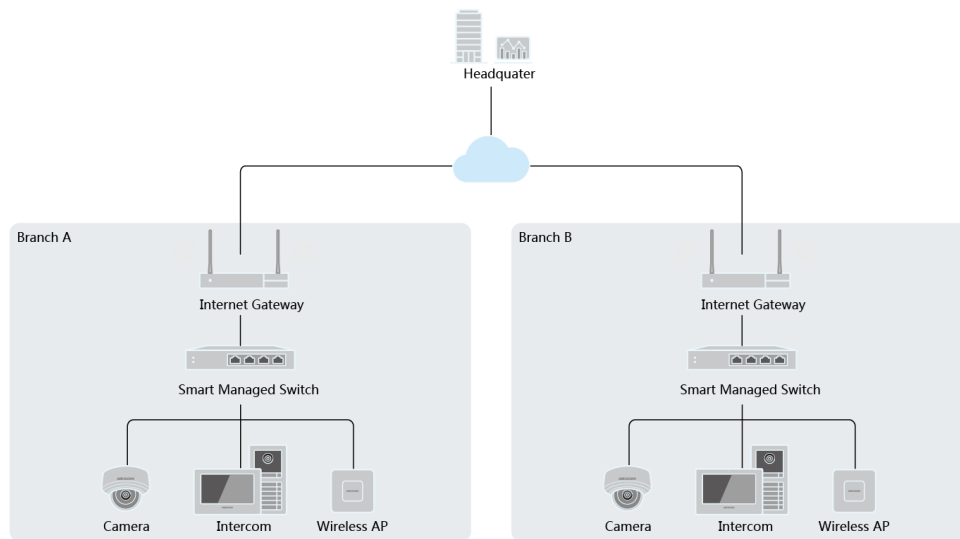 Headquater
Branch A
Branch B
Internet Gateway
Internet Gateway
Smart Managed Switch
Smart Managed Switch
Camera
Intercom
Wireless AP
Camera
Intercom
Wireless AP